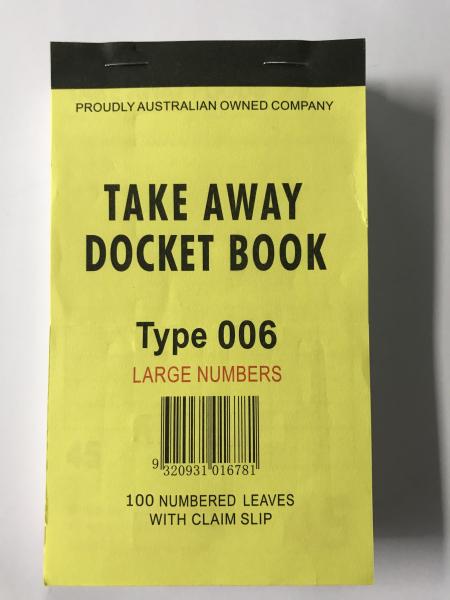 PROUDLY AUSTRALIAN OWNED COMPANY
TAKE AWAY
DOCKET BOOK
Type 006
LARGE NUMBERS
9 320931 016781
100 NUMBERED LEAVES
WITH CLAIM SLIP